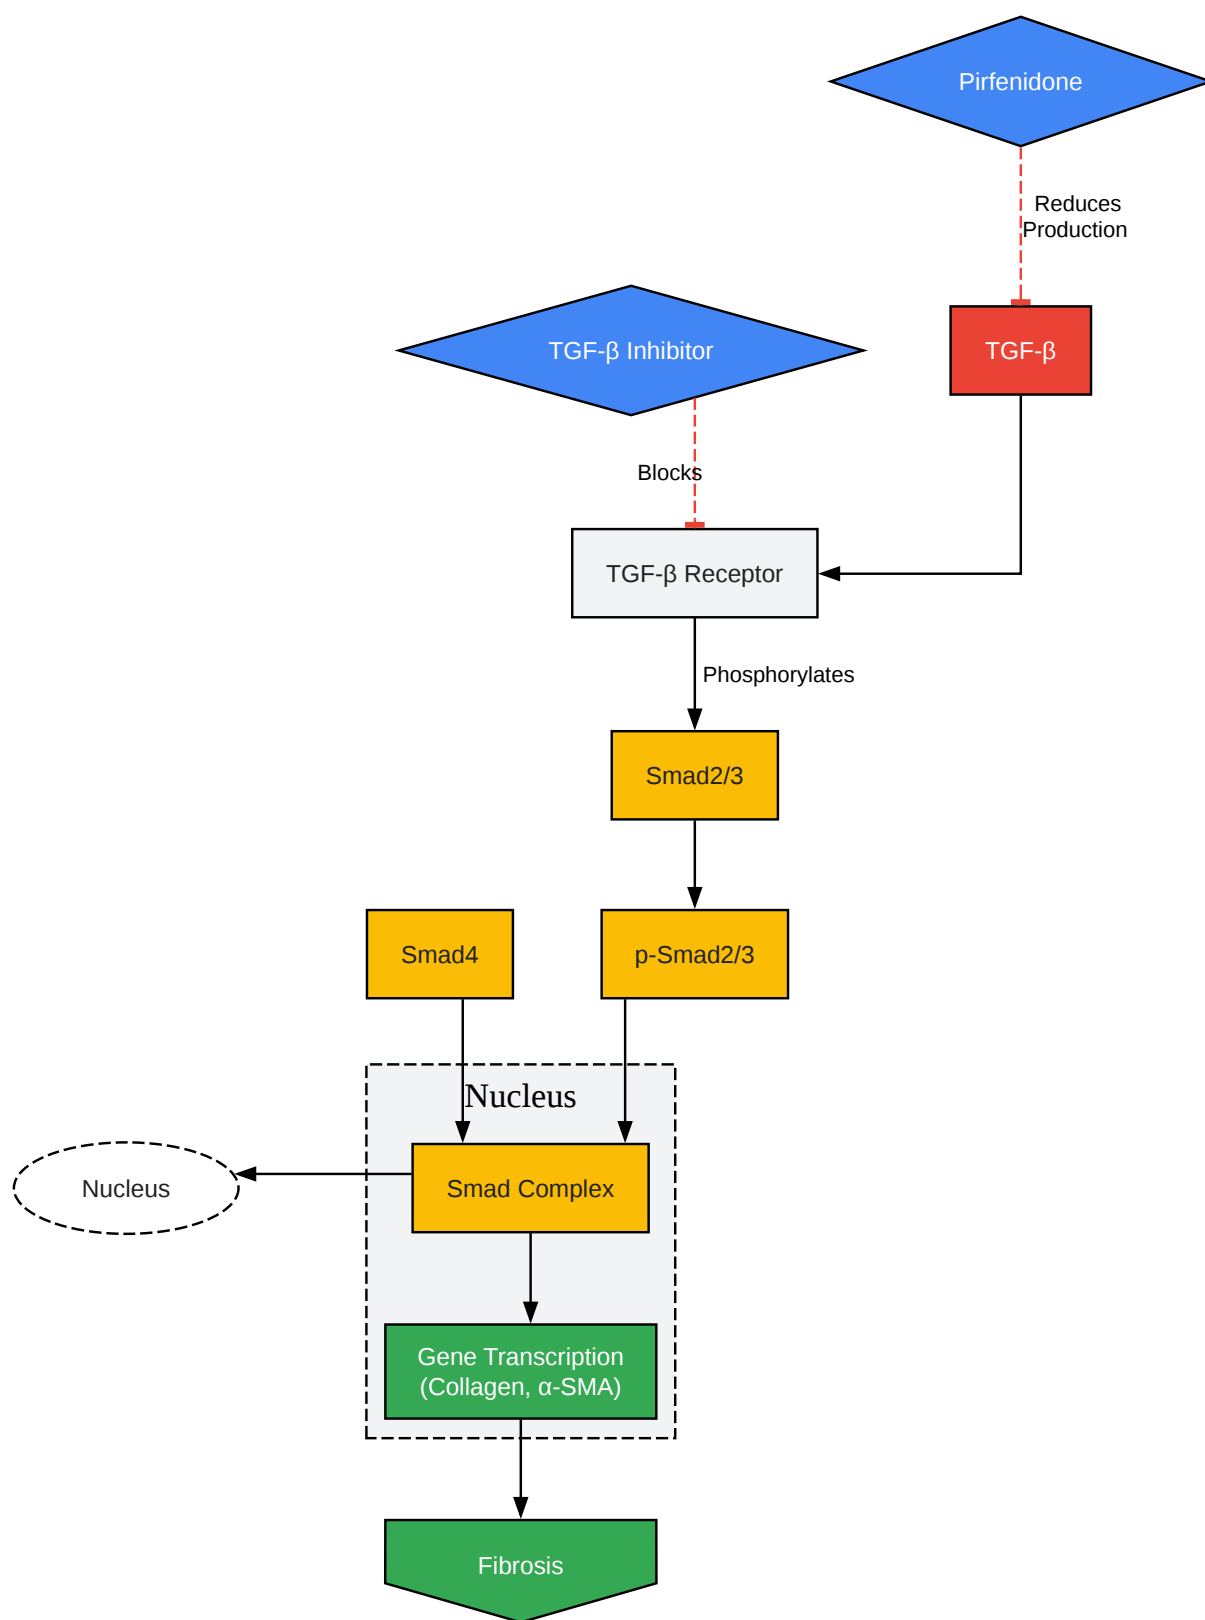 Pirfenidone
Reduces
Production
TGF-β Inhibitor
TGF-β
Blocks
TGF-β Receptor
Phosphorylates
Smad2/3
Smad4
p-Smad2/3
Nucleus
Nucleus
Smad Complex
Gene Transcription
(Collagen, α-SMA)
Fibrosis